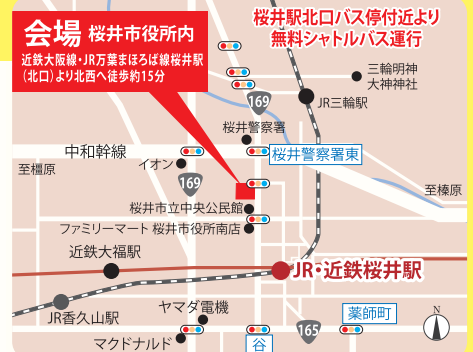 会場 桜井市役所内
近鉄大阪線・JR万葉まほろば線桜井駅
(北口)より北西へ徒歩約15分
桜井駅北口バス停付近より
無料シャトルバス運行
三輪明神
大神神社
JR三輪駅
169
桜井警察署
中和幹線
桜井警察署東
イオン
至橿原
169
至榛原
桜井市立中央公民館
ファミリーマート 桜井市役所南店
近鉄大福駅
JR・近鉄桜井駅
JR香久山駅
ヤマダ電機
薬師町
マクドナルド
谷
165
N